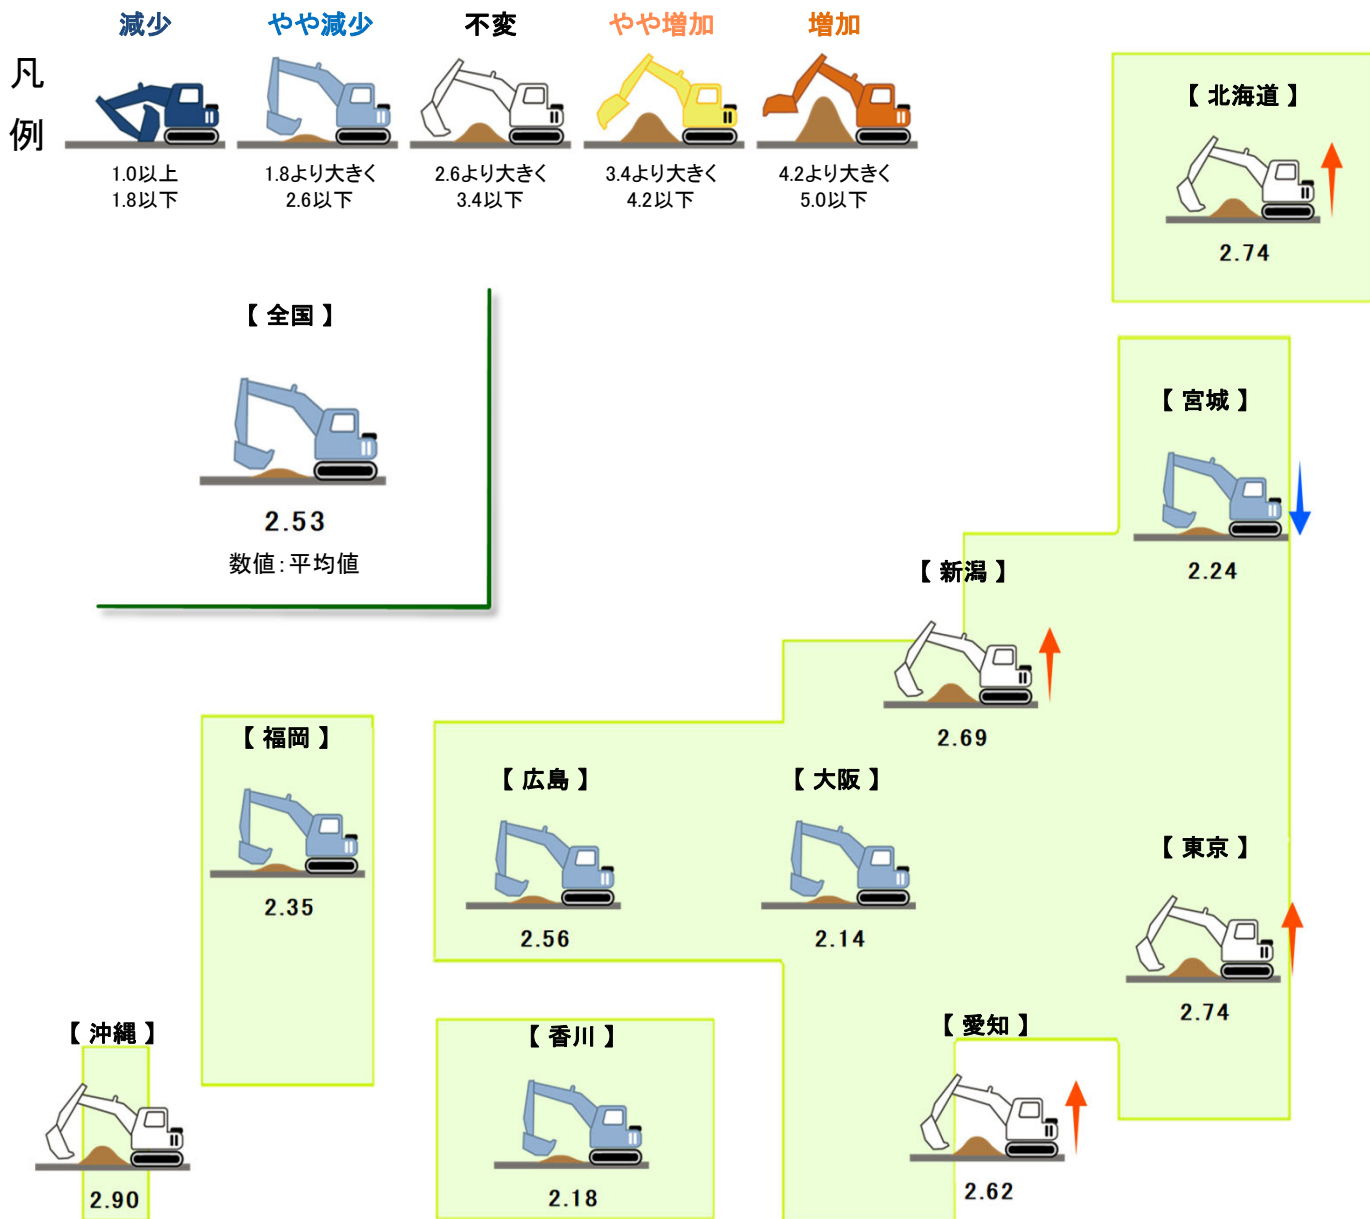 減少 やや減少 不変 やや増加 増加
凡
例
1.0以上
1.8以下
1.8より大きく
2.6以下
2.6より大きく
3.4以下
3.4より大きく
4.2以下
4.2より大きく
5.0以下
【 北海道 】
2.74
【 全国 】
2.53
数値:平均値
【 宮城 】
2.24
【 新潟 】
2.69
【 福岡 】
2.35
【 広島 】
2.56
【 大阪 】
2.14
【 東京 】
2.74
【 沖縄 】
2.90
【 香川 】
2.18
【 愛知 】
2.62